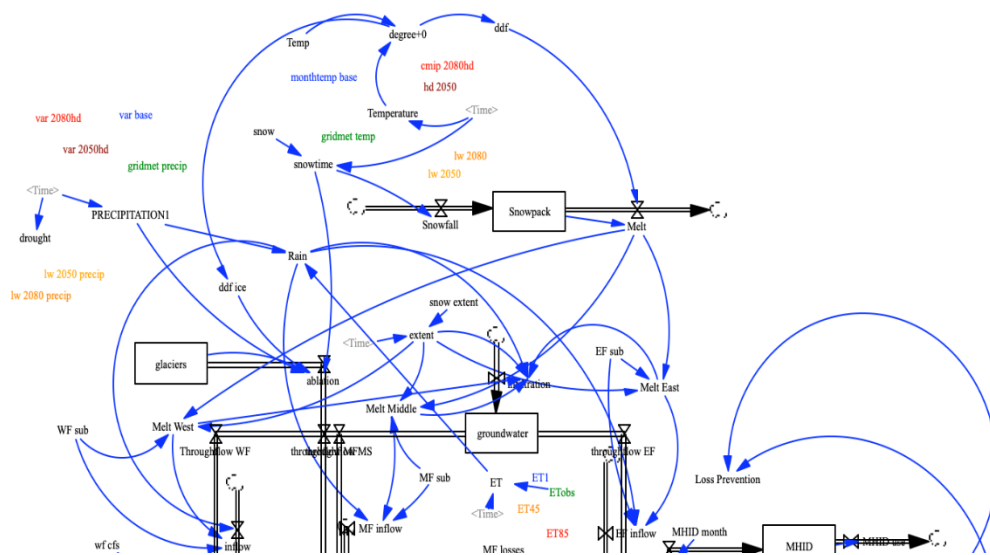 Temp
degree+0
ddf
cmip 2080hd
monthtemp base
hd 2050
Temperature
<Time>
var 2080hd
var base
snow
gridmet temp
var 2050hd
lw 2080
gridmet precip
snowtime
lw 2050
<Time>
PRECIPITATION1
Snowpack
Snowfall
Melt
drought
Rain
lw 2050 precip
ddf ice
lw 2080 precip
snow extent
<Time>
extent
EF sub
glaciers
ablation
Melt East
Melt Middle
WF sub
Melt West
groundwater
Throughflow WF
throughflow EF
MF sub
ET
ET1
ETobs
Loss Prevention
<Time>
ET45
MF inflow
ET85
EF inflow
MHID month
wf cfs
inflow
MF losses
MHID
MHID use